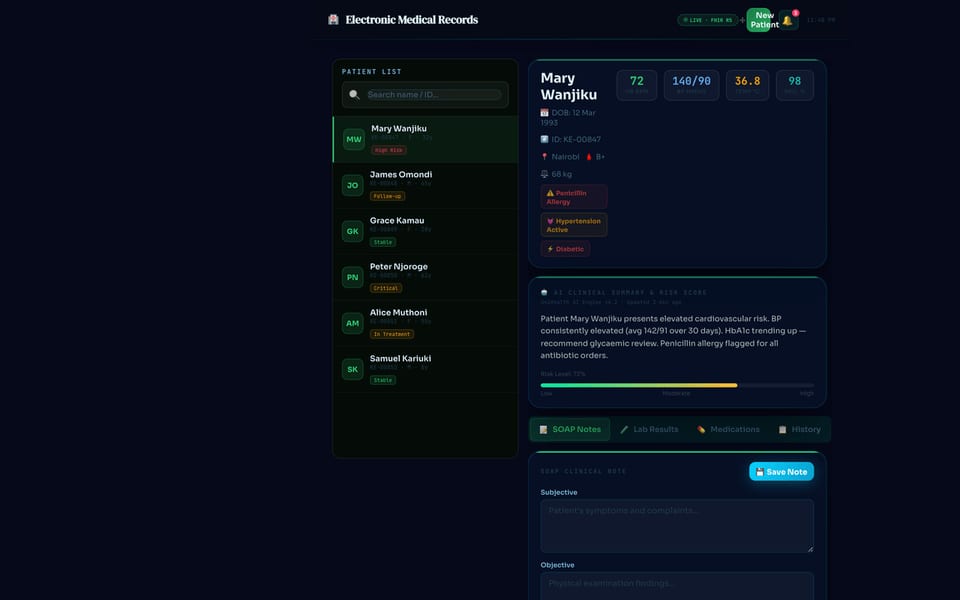 Electronic Medical Records
LIVE · FHIR R5
+
New Patient
3
11:48 PM
PATIENT LIST
Search name / ID...
MW
Mary Wanjiku
High Risk
JO
James Omondi
Follow-up
GK
Grace Kamau
Stable
PN
Peter Njoroge
Critical
AM
Alice Muthoni
In Treatment
SK
Samuel Kariuki
Stable
Mary Wanjiku
72
140/90
36.8
98
DOB: 12 Mar 1993
ID: KE-00847
Nairobi B+
68 kg
Penicillin Allergy
Hypertension Active
Diabetic
AI CLINICAL SUMMARY & RISK SCORE
Patient Mary Wanjiku presents elevated cardiovascular risk. BP
consistently elevated (avg 142/91 over 30 days). HbA1c trending up —
recommend glycaemic review. Penicillin allergy flagged for all
antibiotic orders.
Risk Level: 72%
Low
Moderate
High
SOAP Notes
Lab Results
Medications
History
SOAP CLINICAL NOTE
Save Note
Subjective
Patient's symptoms and complaints...
Objective
Physical examination findings...